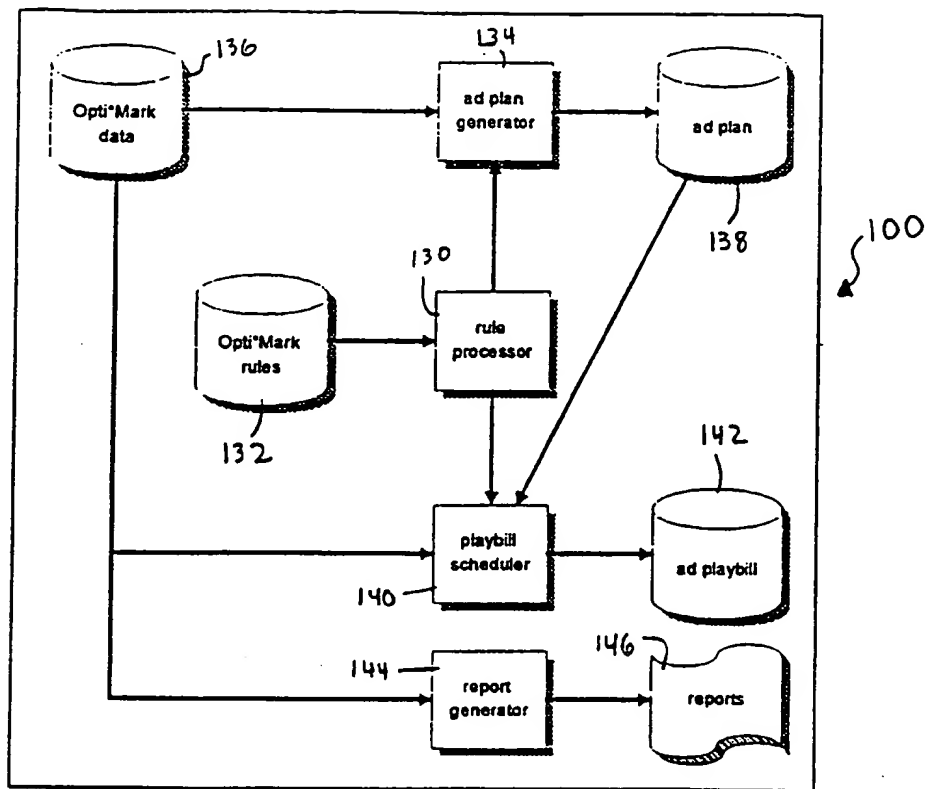 136
Opti*Mark
data
134
ad plan
generator
ad plan
138
100
130
Opti*Mark
rules
132
rule
processor
142
playbill
scheduler
140
ad playbill
144
report
generator
146
reports